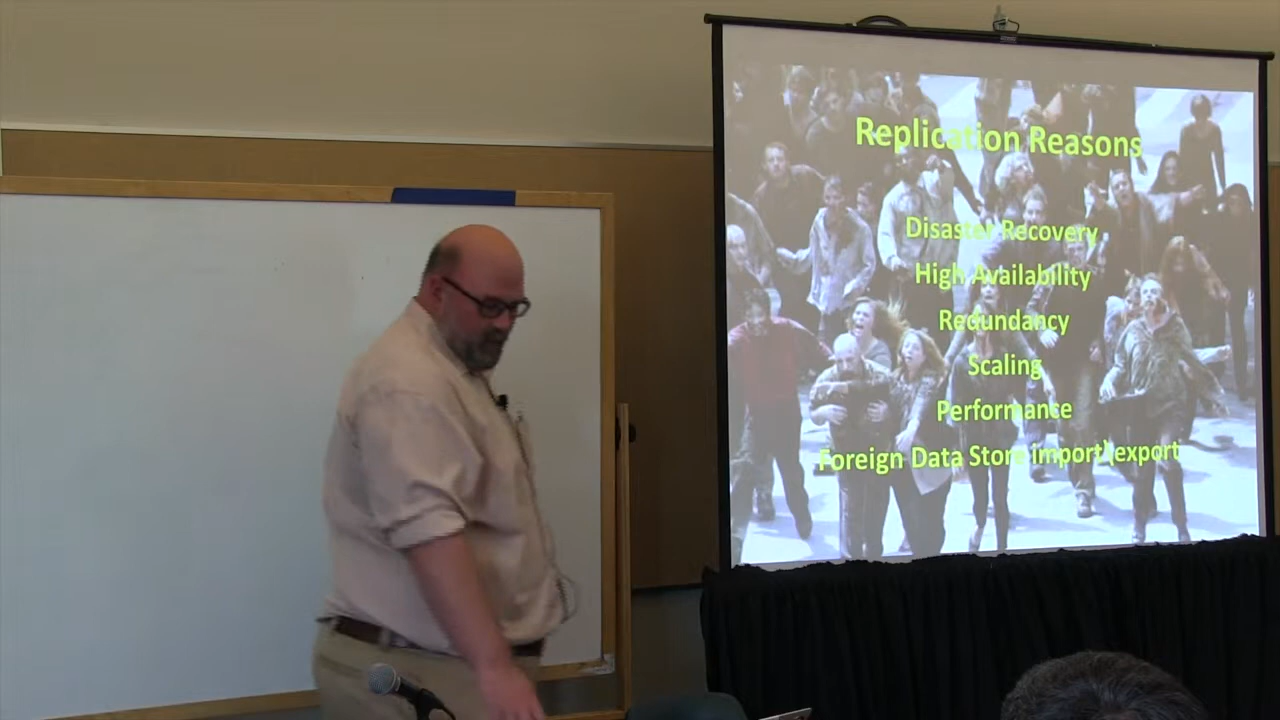 Replication Reasons
Disaster Recovery
High Availability
Redundancy
Scaling
Performance
Foreign Data Store import\export